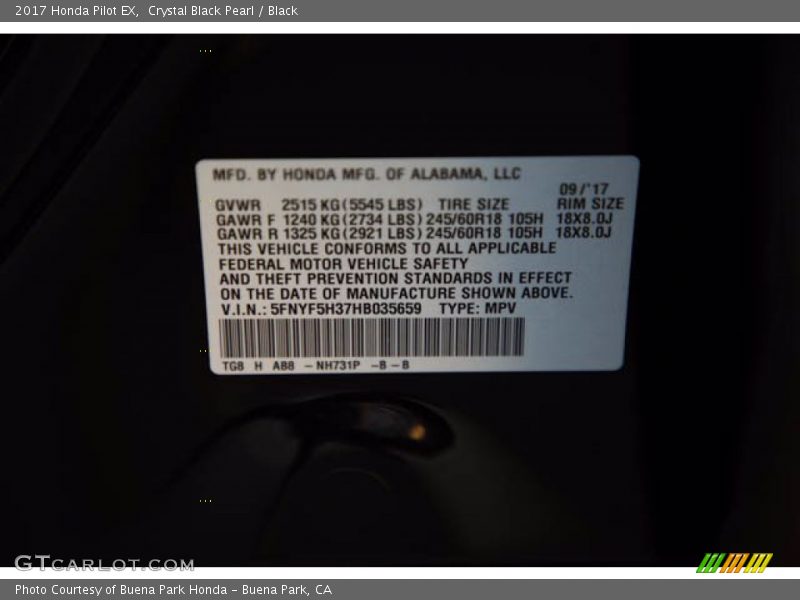 2017 Honda Pilot EX,  Crystal Black Pearl / Black
MFD. BY HONDA MFG. OF ALABAMA, LLC
09/'17
GVWR 2515 KG(5545 LBS) TIRE SIZE RIM SIZE
GAWR F 1240 KG(2734 LBS) 245/60R18 105H 18X8.0J
GAWR R 1325 KG(2921 LBS) 245/60R18 105H 18X8.0J
THIS VEHICLE CONFORMS TO ALL APPLICABLE
FEDERAL MOTOR VEHICLE SAFETY
AND THEFT PREVENTION STANDARDS IN EFFECT
ON THE DATE OF MANUFACTURE SHOWN ABOVE.
V.I.N.: 5FNYF5H37HB035659 TYPE: MPV
TG8 H AB8 -NH731P -B-B
GTCARLOT.COM
Photo Courtesy of Buena Park Honda - Buena Park, CA